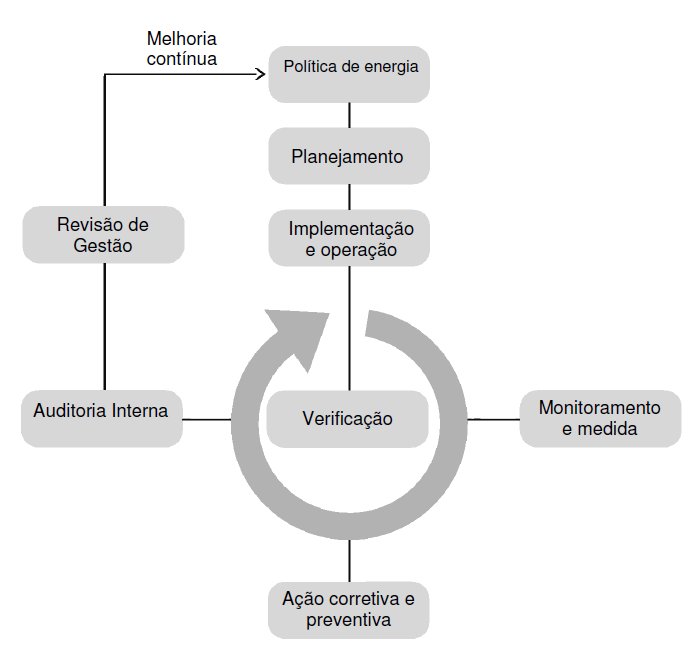 Melhoria
contínua
Política de energia
Planejamento
Implementação
e operação
Revisão de
Gestão
Auditoria Interna
Verificação
Monitoramento
e medida
Ação corretiva e
preventiva